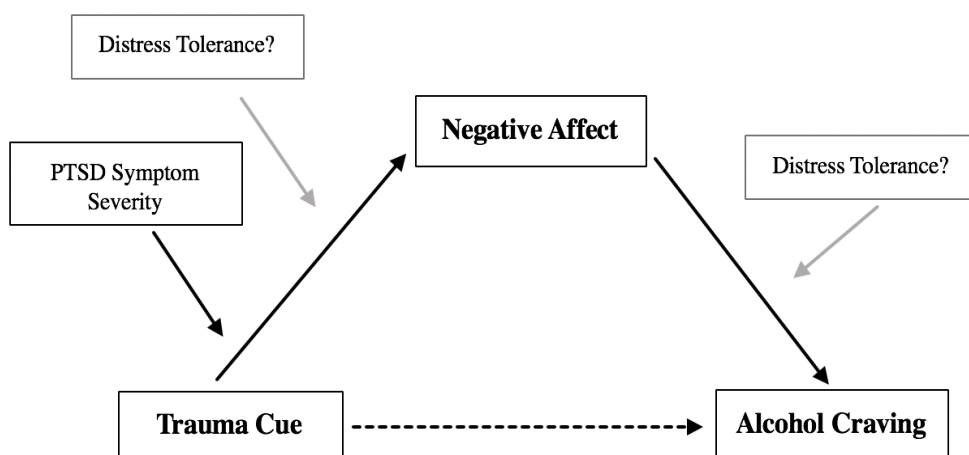 Distress Tolerance?
Negative Affect
PTSD Symptom
Severity
Distress Tolerance?
Trauma Cue
Alcohol Craving